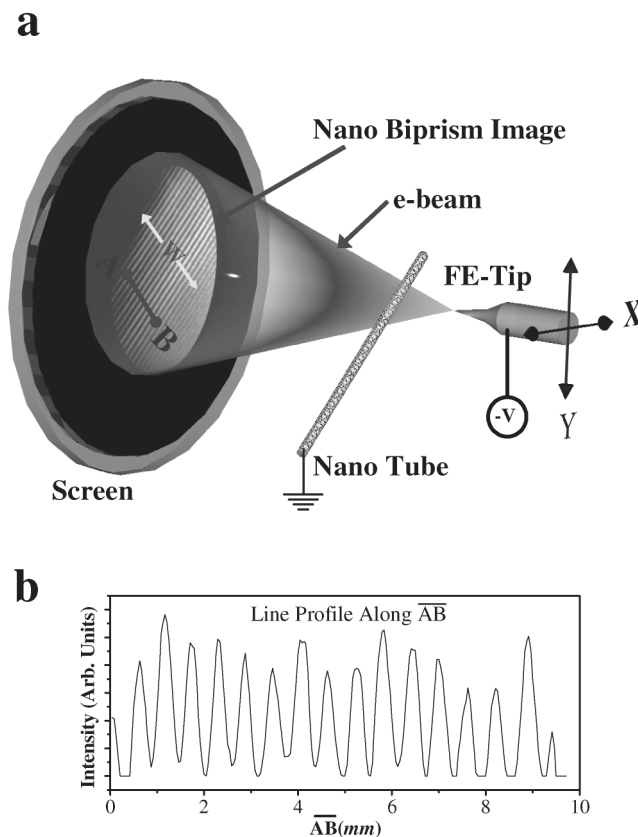 a
Nano Biprism Image
e-beam
FE-Tip
W
A
B
X
-V
Y
Nano Tube
Screen
b
Line Profile Along AB
Intensity (Arb. Units)
0 2 4 6 8 10
AB(mm)